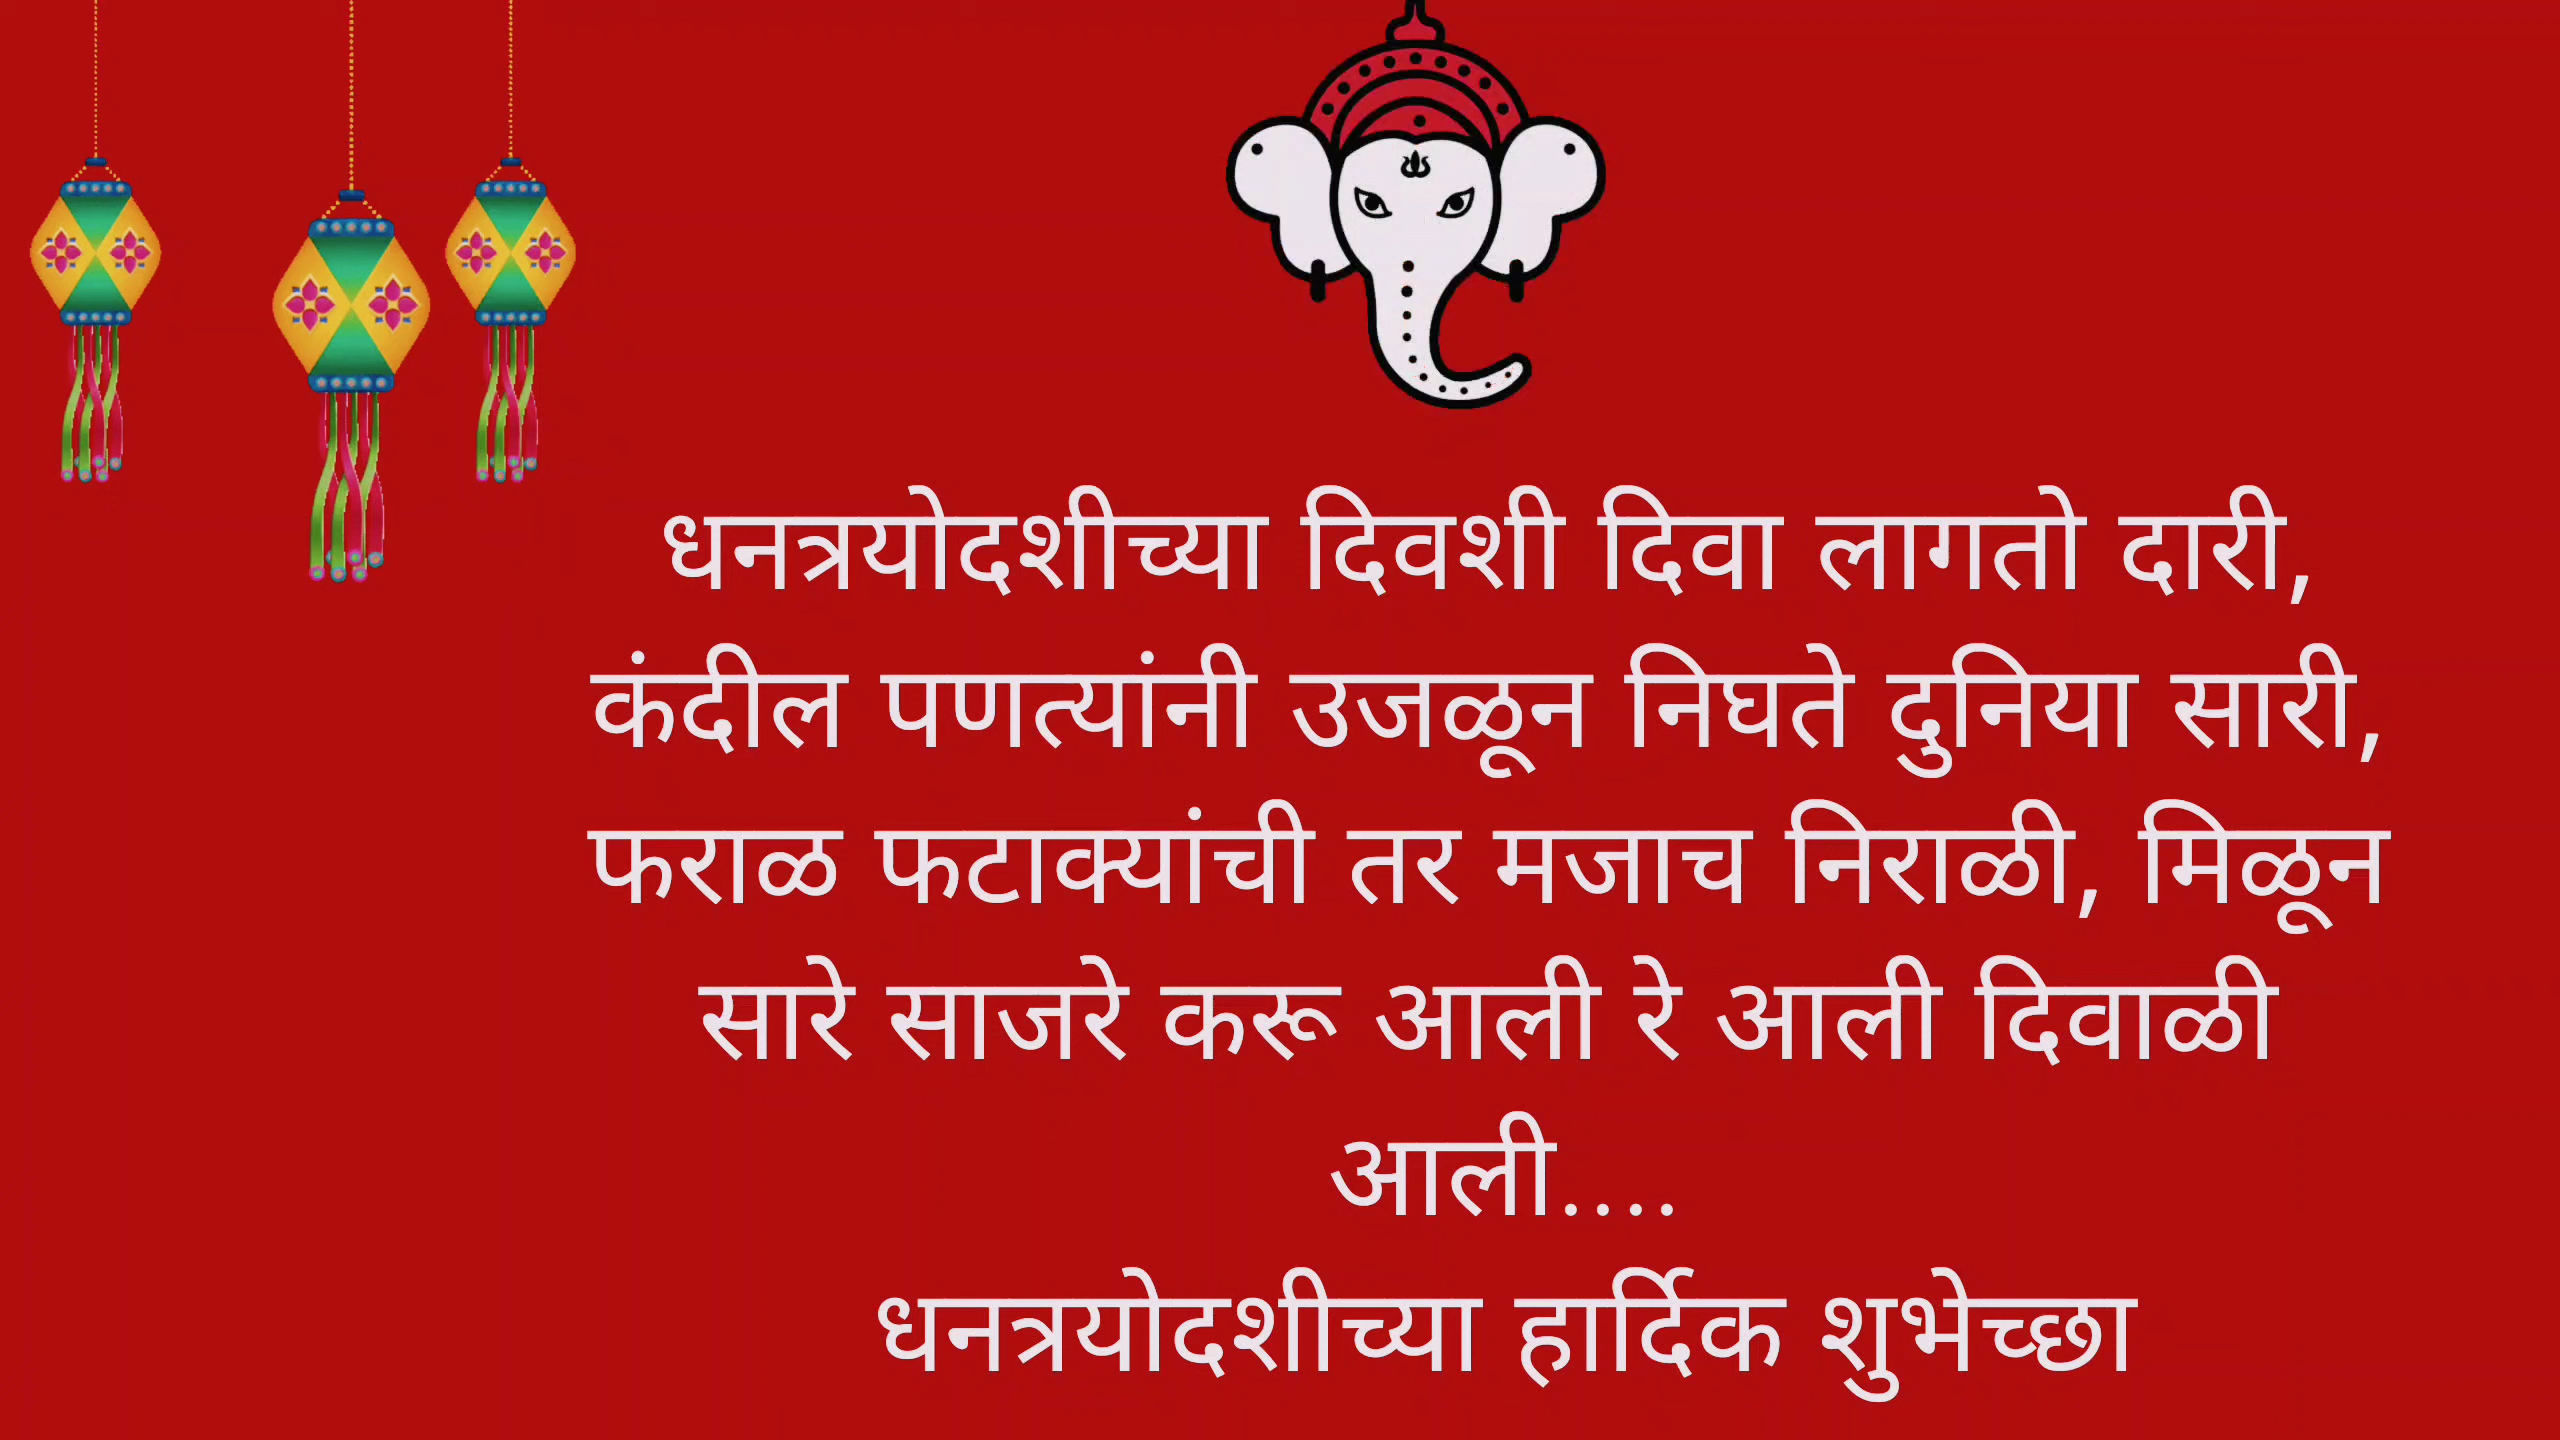 धनत्रयोदशीच्या दिवशी दिवा लागतो दारी,
कंदील पणत्यांनी उजळून निघते दुनिया सारी,
फराळ फटाक्यांची तर मजाच निराळी, मिळून
सारे साजरे करू आली रे आली दिवाळी
आली....
धनत्रयोदशीच्या हार्दिक शुभेच्छा